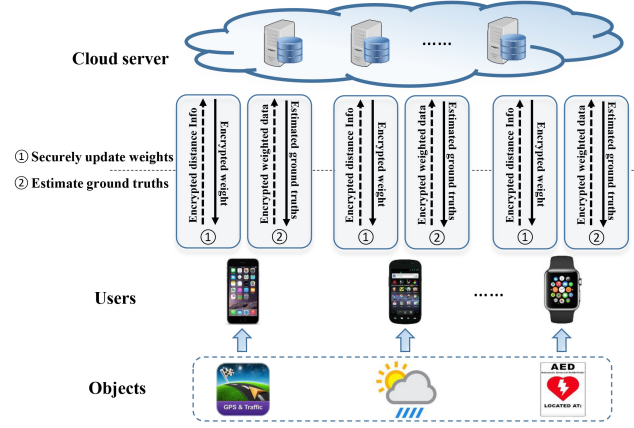 Cloud server
......
① Securely update weights
② Estimate ground truths
Encrypted distance Info
Encrypted weight
①
Encrypted weighted data
Estimated ground truths
②
Encrypted distance Info
Encrypted weight
①
Encrypted weighted data
Estimated ground truths
②
Encrypted distance Info
Encrypted weight
①
Encrypted weighted data
Estimated ground truths
②
Users
......
Objects
GPS & Traffic
AED
LOCATED AT: